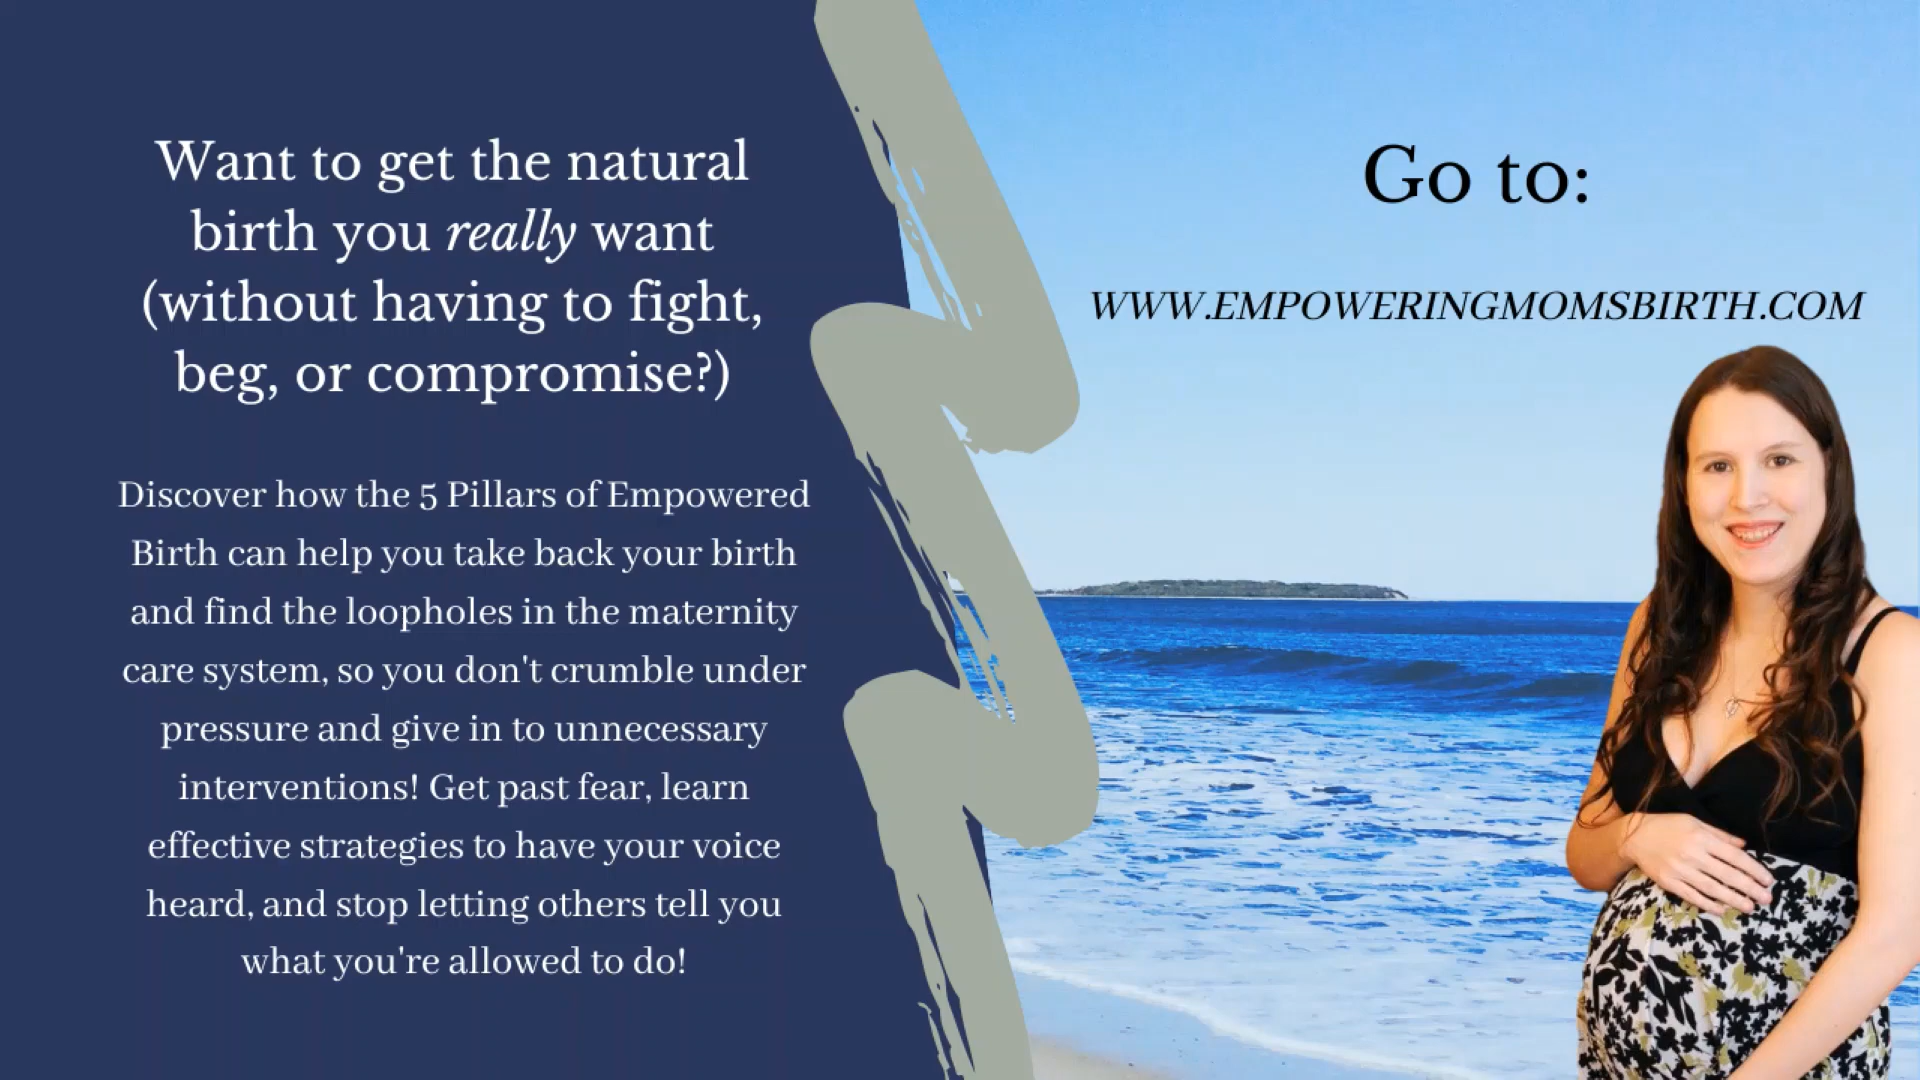 Want to get the natural
birth you really want
(without having to fight,
beg, or compromise?)
Discover how the 5 Pillars of Empowered
Birth can help you take back your birth
and find the loopholes in the maternity
care system, so you don't crumble under
pressure and give in to unnecessary
interventions! Get past fear, learn
effective strategies to have your voice
heard, and stop letting others tell you
what you're allowed to do!
Go to:
WWW.EMPOWERINGMOMSBIRTH.COM